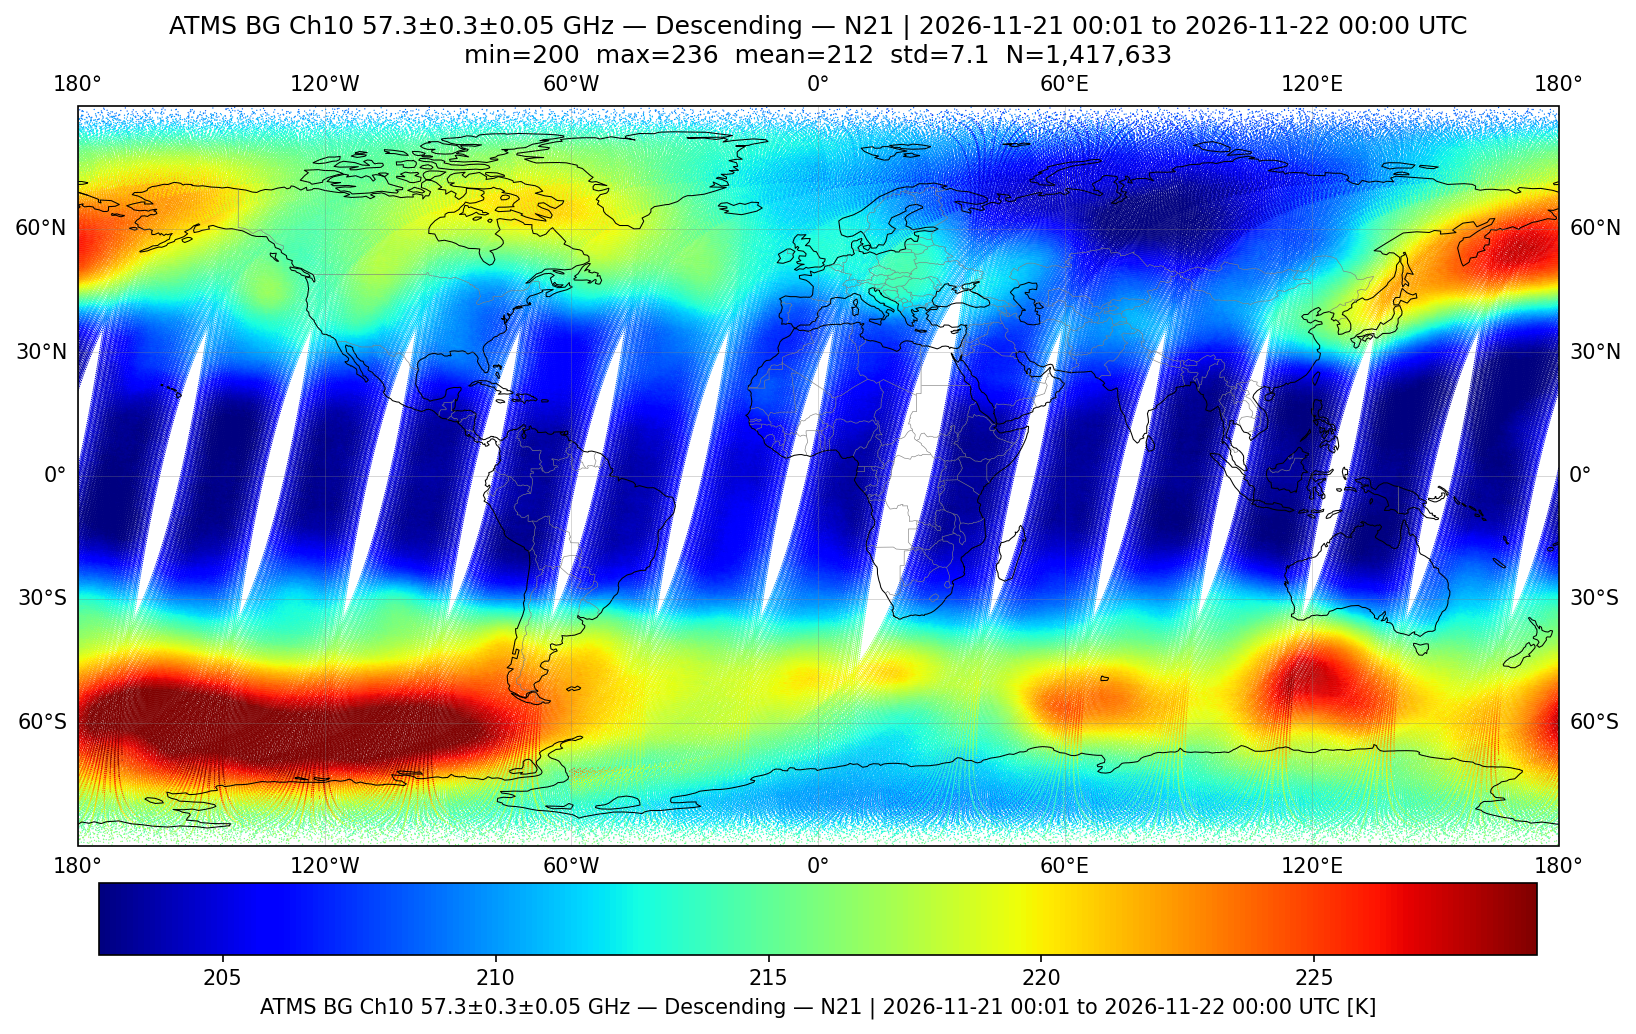 ATMS BG Ch10 57.3±0.3±0.05 GHz — Descending — N21 | 2026-11-21 00:01 to 2026-11-22 00:00 UTC
min=200 max=236 mean=212 std=7.1 N=1,417,633
180° 120°W 60°W 0° 60°E 120°E 180°
60°N 60°N
30°N 30°N
0° 0°
30°S 30°S
60°S 60°S
180° 120°W 60°W 0° 60°E 120°E 180°
205 210 215 220 225
ATMS BG Ch10 57.3±0.3±0.05 GHz — Descending — N21 | 2026-11-21 00:01 to 2026-11-22 00:00 UTC [K]